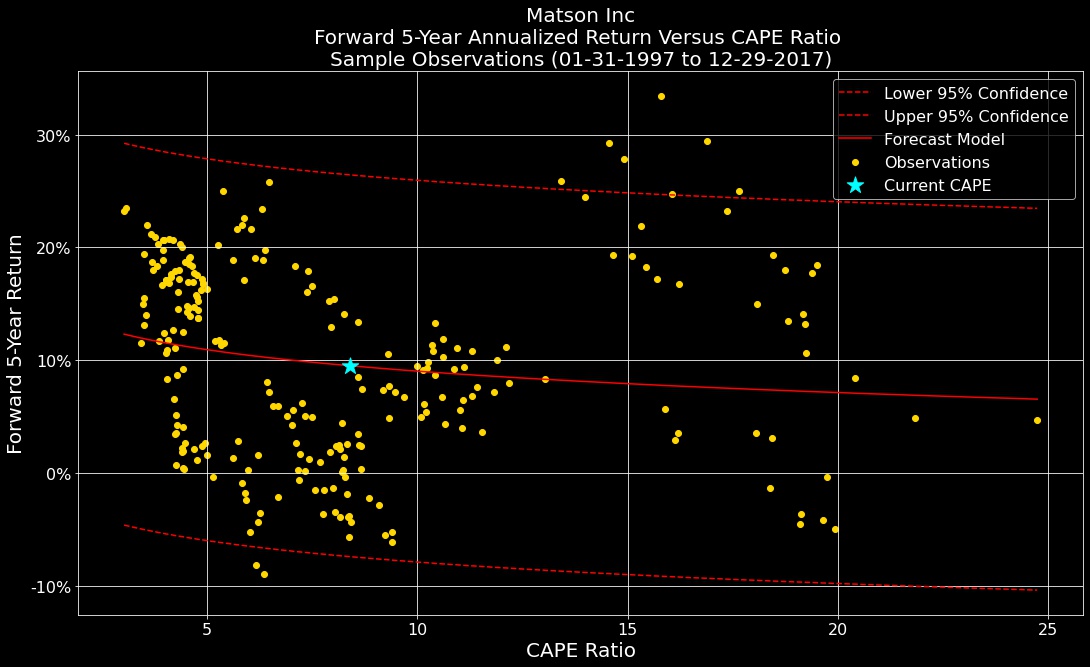 Matson Inc
Forward 5-Year Annualized Return Versus CAPE Ratio
Sample Observations (01-31-1997 to 12-29-2017)
Lower 95% Confidence
Upper 95% Confidence
Forecast Model
Observations
Current CAPE
Forward 5-Year Return
30%
20%
10%
0%
-10%
5
10
15
20
25
CAPE Ratio